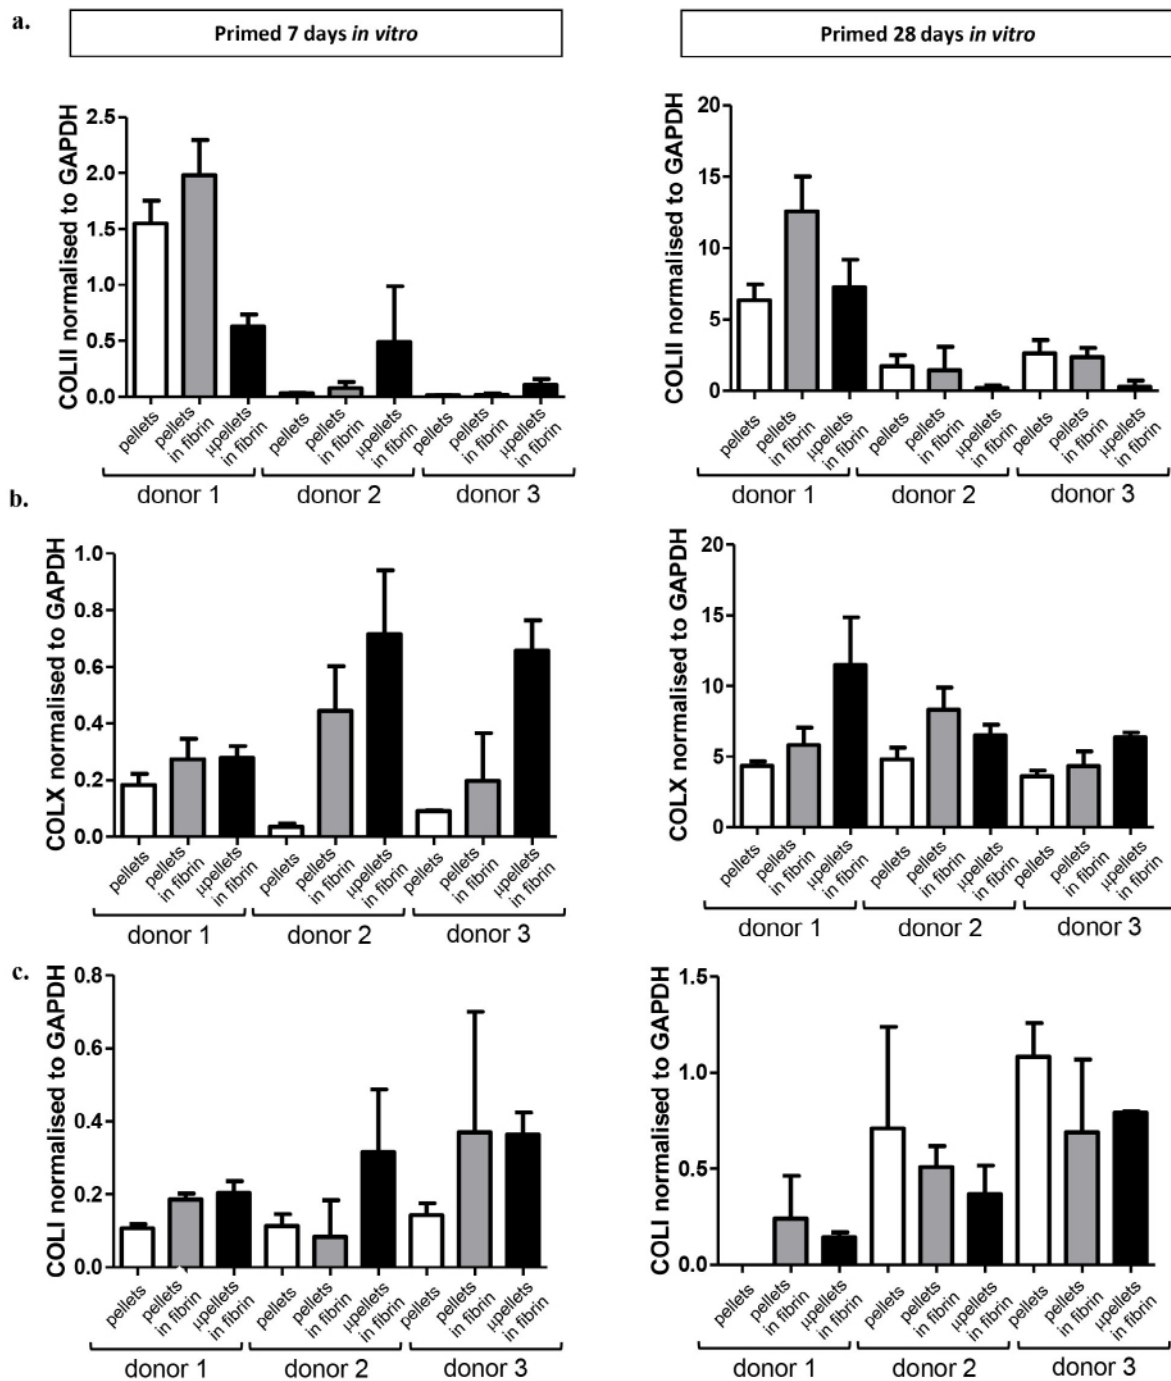 a.
Primed 7 days in vitro
Primed 28 days in vitro
COLII normalised to GAPDH
2.5
2.0
1.5
1.0
0.5
0.0
pellets
pellets
in fibrin
µpellets
in fibrin
pellets
pellets
in fibrin
µpellets
in fibrin
pellets
pellets
in fibrin
µpellets
in fibrin
donor 1
donor 2
donor 3
COLII normalised to GAPDH
20
15
10
5
0
pellets
pellets
in fibrin
µpellets
in fibrin
pellets
pellets
in fibrin
µpellets
in fibrin
pellets
pellets
in fibrin
µpellets
in fibrin
donor 1
donor 2
donor 3
b.
COLX normalised to GAPDH
1.0
0.8
0.6
0.4
0.2
0.0
pellets
pellets
in fibrin
µpellets
in fibrin
pellets
pellets
in fibrin
µpellets
in fibrin
pellets
pellets
in fibrin
µpellets
in fibrin
donor 1
donor 2
donor 3
COLX normalised to GAPDH
20
15
10
5
0
pellets
pellets
in fibrin
µpellets
in fibrin
pellets
pellets
in fibrin
µpellets
in fibrin
pellets
pellets
in fibrin
µpellets
in fibrin
donor 1
donor 2
donor 3
c.
COLI normalised to GAPDH
0.8
0.6
0.4
0.2
0.0
pellets
pellets
in fibrin
µpellets
in fibrin
pellets
pellets
in fibrin
µpellets
in fibrin
pellets
pellets
in fibrin
µpellets
in fibrin
donor 1
donor 2
donor 3
COLI normalised to GAPDH
1.5
1.0
0.5
0.0
pellets
pellets
in fibrin
µpellets
in fibrin
pellets
pellets
in fibrin
µpellets
in fibrin
pellets
pellets
in fibrin
µpellets
in fibrin
donor 1
donor 2
donor 3